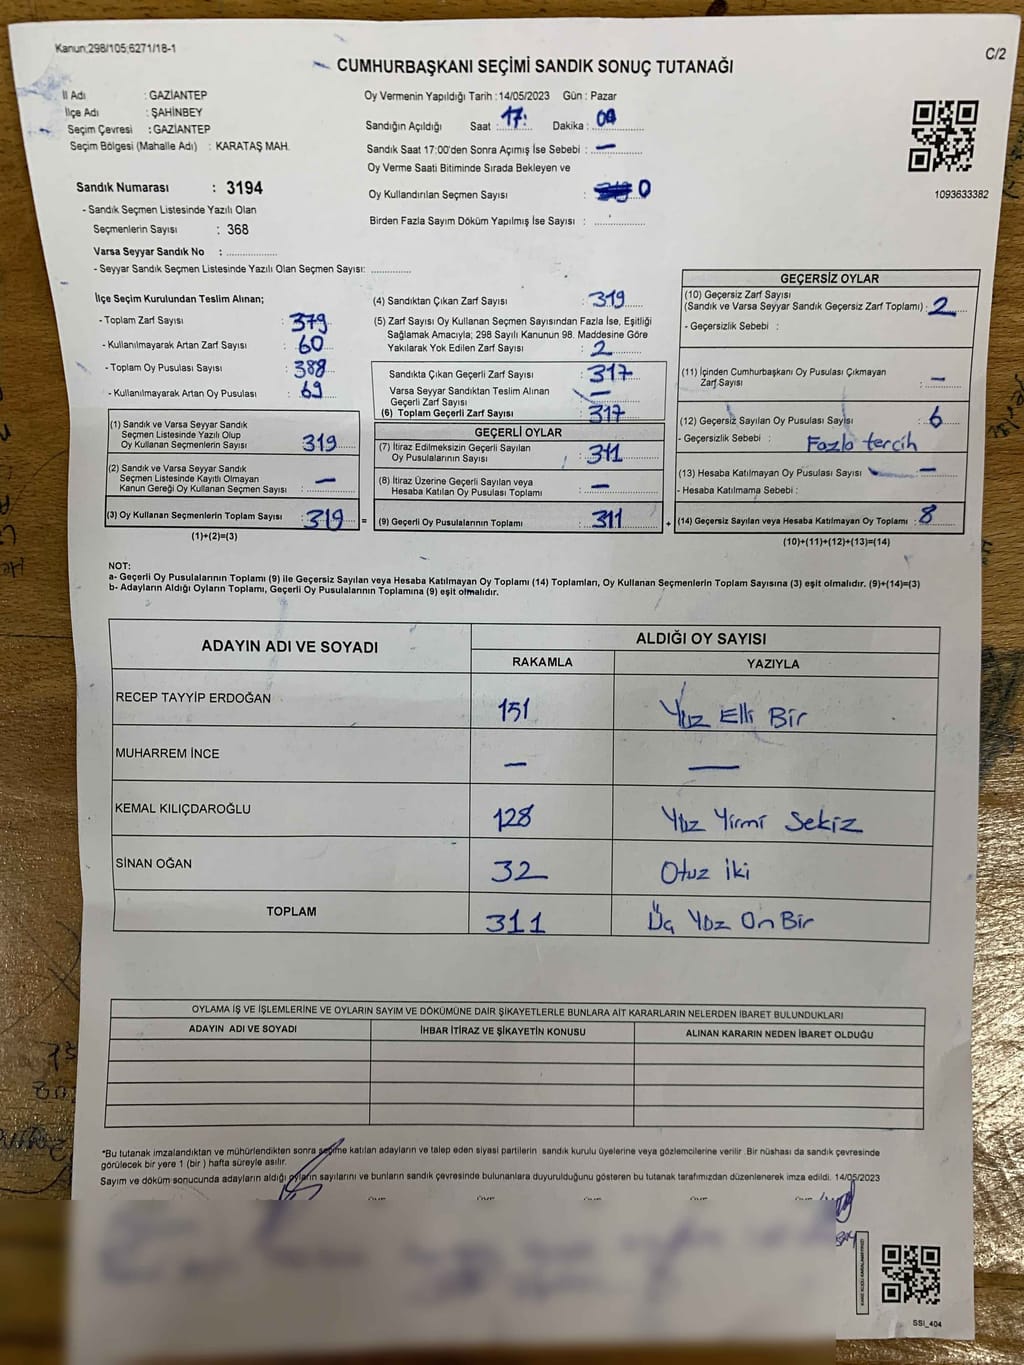 Kanun;298/105;6271/18-1
C/2
CUMHURBAŞKANI SEÇİMİ SANDIK SONUÇ TUTANAĞI
İl Adı : GAZİANTEP
İlçe Adı : ŞAHİNBEY
Seçim Çevresi : GAZİANTEP
Seçim Bölgesi (Mahalle Adı) : KARATAŞ MAH.
Sandık Numarası : 3194
- Sandık Seçmen Listesinde Yazılı Olan
Seçmenlerin Sayısı : 368
Varsa Seyyar Sandık No :
- Seyyar Sandık Seçmen Listesinde Yazılı Olan Seçmen Sayısı:
Oy Vermenin Yapıldığı Tarih : 14/05/2023 Gün : Pazar
Sandığın Açıldığı Saat : 17: Dakika :
Sandık Saat 17:00'den Sonra Açımış İse Sebebi : —
Oy Verme Saati Bitiminde Sırada Bekleyen ve
Oy Kullandırılan Seçmen Sayısı : 0
Birden Fazla Sayım Döküm Yapılmış İse Sayısı :
1093633382
İlçe Seçim Kurulundan Teslim Alınan;
- Toplam Zarf Sayısı : 379
- Kullanılmayarak Artan Zarf Sayısı : 60
- Toplam Oy Pusulası Sayısı : 388
- Kullanılmayarak Artan Oy Pusulası : 69
(1) Sandık ve Varsa Seyyar Sandık
Seçmen Listesinde Yazılı Olup
Oy Kullanan Seçmenlerin Sayısı : 319
(2) Sandık ve Varsa Seyyar Sandık
Seçmen Listesinde Kayıtlı Olmayan
Kanun Gereği Oy Kullanan Seçmen Sayısı : —
(3) Oy Kullanan Seçmenlerin Toplam Sayısı : 319 =
(1)+(2)=(3)
(4) Sandıktan Çıkan Zarf Sayısı : 319
(5) Zarf Sayısı Oy Kullanan Seçmen Sayısından Fazla İse, Eşitliği
Sağlamak Amacıyla; 298 Sayılı Kanunun 98. Maddesine Göre
Yakılarak Yok Edilen Zarf Sayısı : 2
Sandıkta Çıkan Geçerli Zarf Sayısı : 317
Varsa Seyyar Sandıktan Teslim Alınan
Geçerli Zarf Sayısı : —
(6) Toplam Geçerli Zarf Sayısı : 317
GEÇERLİ OYLAR
(7) İtiraz Edilmeksizin Geçerli Sayılan
Oy Pusulalarının Sayısı : 311
(8) İtiraz Üzerine Geçerli Sayılan veya
Hesaba Katılan Oy Pusulası Toplamı : —
(9) Geçerli Oy Pusulalarının Toplamı : 311 +
GEÇERSİZ OYLAR
(10) Geçersiz Zarf Sayısı
(Sandık ve Varsa Seyyar Sandık Geçersiz Zarf Toplamı) : 2
- Geçersizlik Sebebi :
(11) İçinden Cumhurbaşkanı Oy Pusulası Çıkmayan
Zarf Sayısı : —
(12) Geçersiz Sayılan Oy Pusulası Sayısı : 6
- Geçersizlik Sebebi : Fazla tercih
(13) Hesaba Katılmayan Oy Pusulası Sayısı : —
- Hesaba Katılmama Sebebi :
(14) Geçersiz Sayılan veya Hesaba Katılmayan Oy Toplamı : 8
(10)+(11)+(12)+(13)=(14)
NOT:
a- Geçerli Oy Pusulalarının Toplamı (9) ile Geçersiz Sayılan veya Hesaba Katılmayan Oy Toplamı (14) Toplamları, Oy Kullanan Seçmenlerin Toplam Sayısına (3) eşit olmalıdır. (9)+(14)=(3)
b- Adayların Aldığı Oyların Toplamı, Geçerli Oy Pusulalarının Toplamına (9) eşit olmalıdır.
ADAYIN ADI VE SOYADI
ALDIĞI OY SAYISI
RAKAMLA YAZIYLA
RECEP TAYYİP ERDOĞAN 151 Yüz Elli Bir
MUHARREM İNCE — —
KEMAL KILIÇDAROĞLU 128 Yüz Yirmi Sekiz
SİNAN OĞAN 32 Otuz iki
TOPLAM 311 Üç Yüz On Bir
OYLAMA İŞ VE İŞLEMLERİNE VE OYLARIN SAYIM VE DÖKÜMÜNE DAİR ŞİKAYETLERLE BUNLARA AİT KARARLARIN NELERDEN İBARET BULUNDUKLARI
ADAYIN ADI VE SOYADI İHBAR İTİRAZ VE ŞİKAYETİN KONUSU ALINAN KARARIN NEDEN İBARET OLDUĞU
*Bu tutanak imzalandıktan ve mühürlendikten sonra seçime katılan adayların ve talep eden siyasi partilerin sandık kurulu üyelerine veya gözlemcilerine verilir .Bir nüshası da sandık çevresinde
görülecek bir yere 1 (bir ) hafta süreyle asılır.
Sayım ve döküm sonucunda adayların aldığı oyların sayılarını ve bunların sandık çevresinde bulunanlara duyurulduğunu gösteren bu tutanak tarafımızdan düzenlenerek imza edildi. 14/05/2023
SSI_404